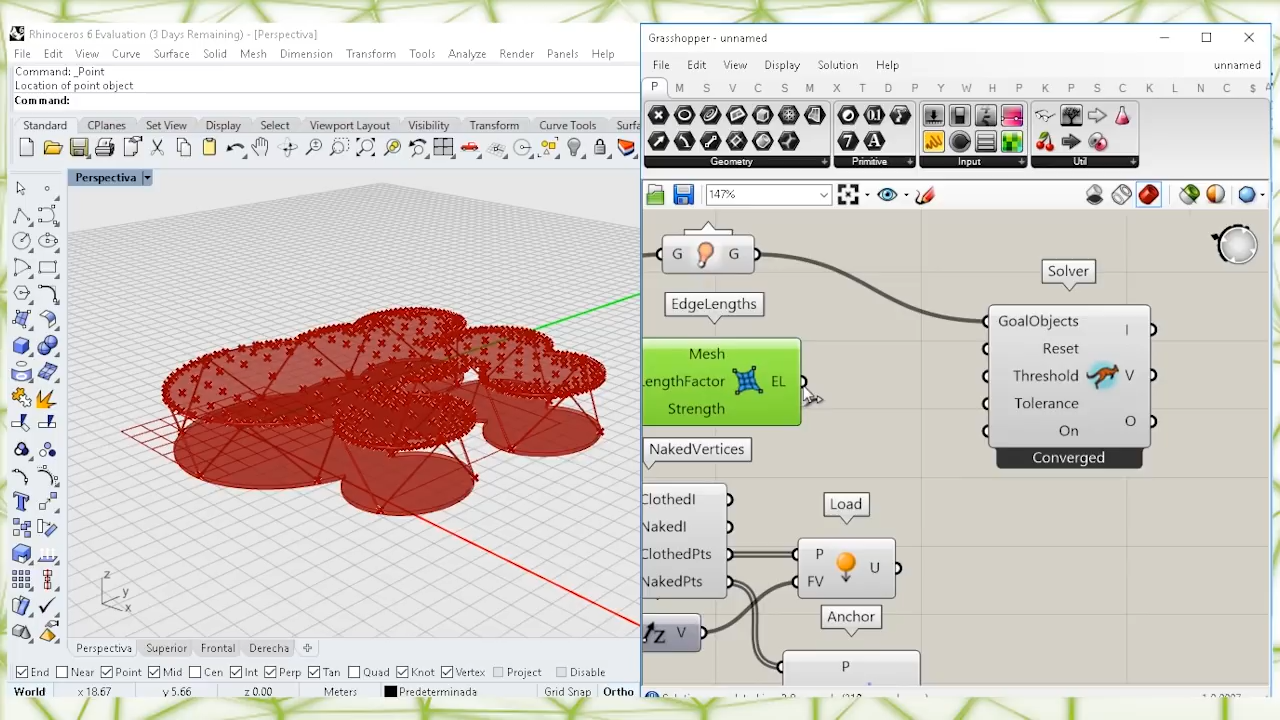 Rhinoceros 6 Evaluation (3 Days Remaining) - [Perspectiva]
File Edit View Curve Surface Solid Mesh Dimension Transform Tools Analyze Render Panels Help
Command: _Point
Location of point object
Command:
Standard CPlanes Set View Display Select Viewport Layout Visibility Transform Curve Tools Surfa
Perspectiva
z
y
x
Perspectiva Superior Frontal Derecha
End Near Point Mid Cen Int Perp Tan Quad Knot Vertex Project Disable
World x 18.67 y 5.66 z 0.00 Meters Predeterminada Grid Snap Ortho
Grasshopper - unnamed
File Edit View Display Solution Help unnamed
P M S V C S M X T D P S M W H P K P S C K L N C $
Geometry Primitive Input Util
147%
G G
EdgeLengths
Mesh
LengthFactor EL
Strength
NakedVertices
ClothedI
NakedI
ClothedPts
NakedPts
Z V
Load
P
U
FV
Anchor
P
Solver
GoalObjects
I
Reset
Threshold
V
Tolerance
O
On
Converged